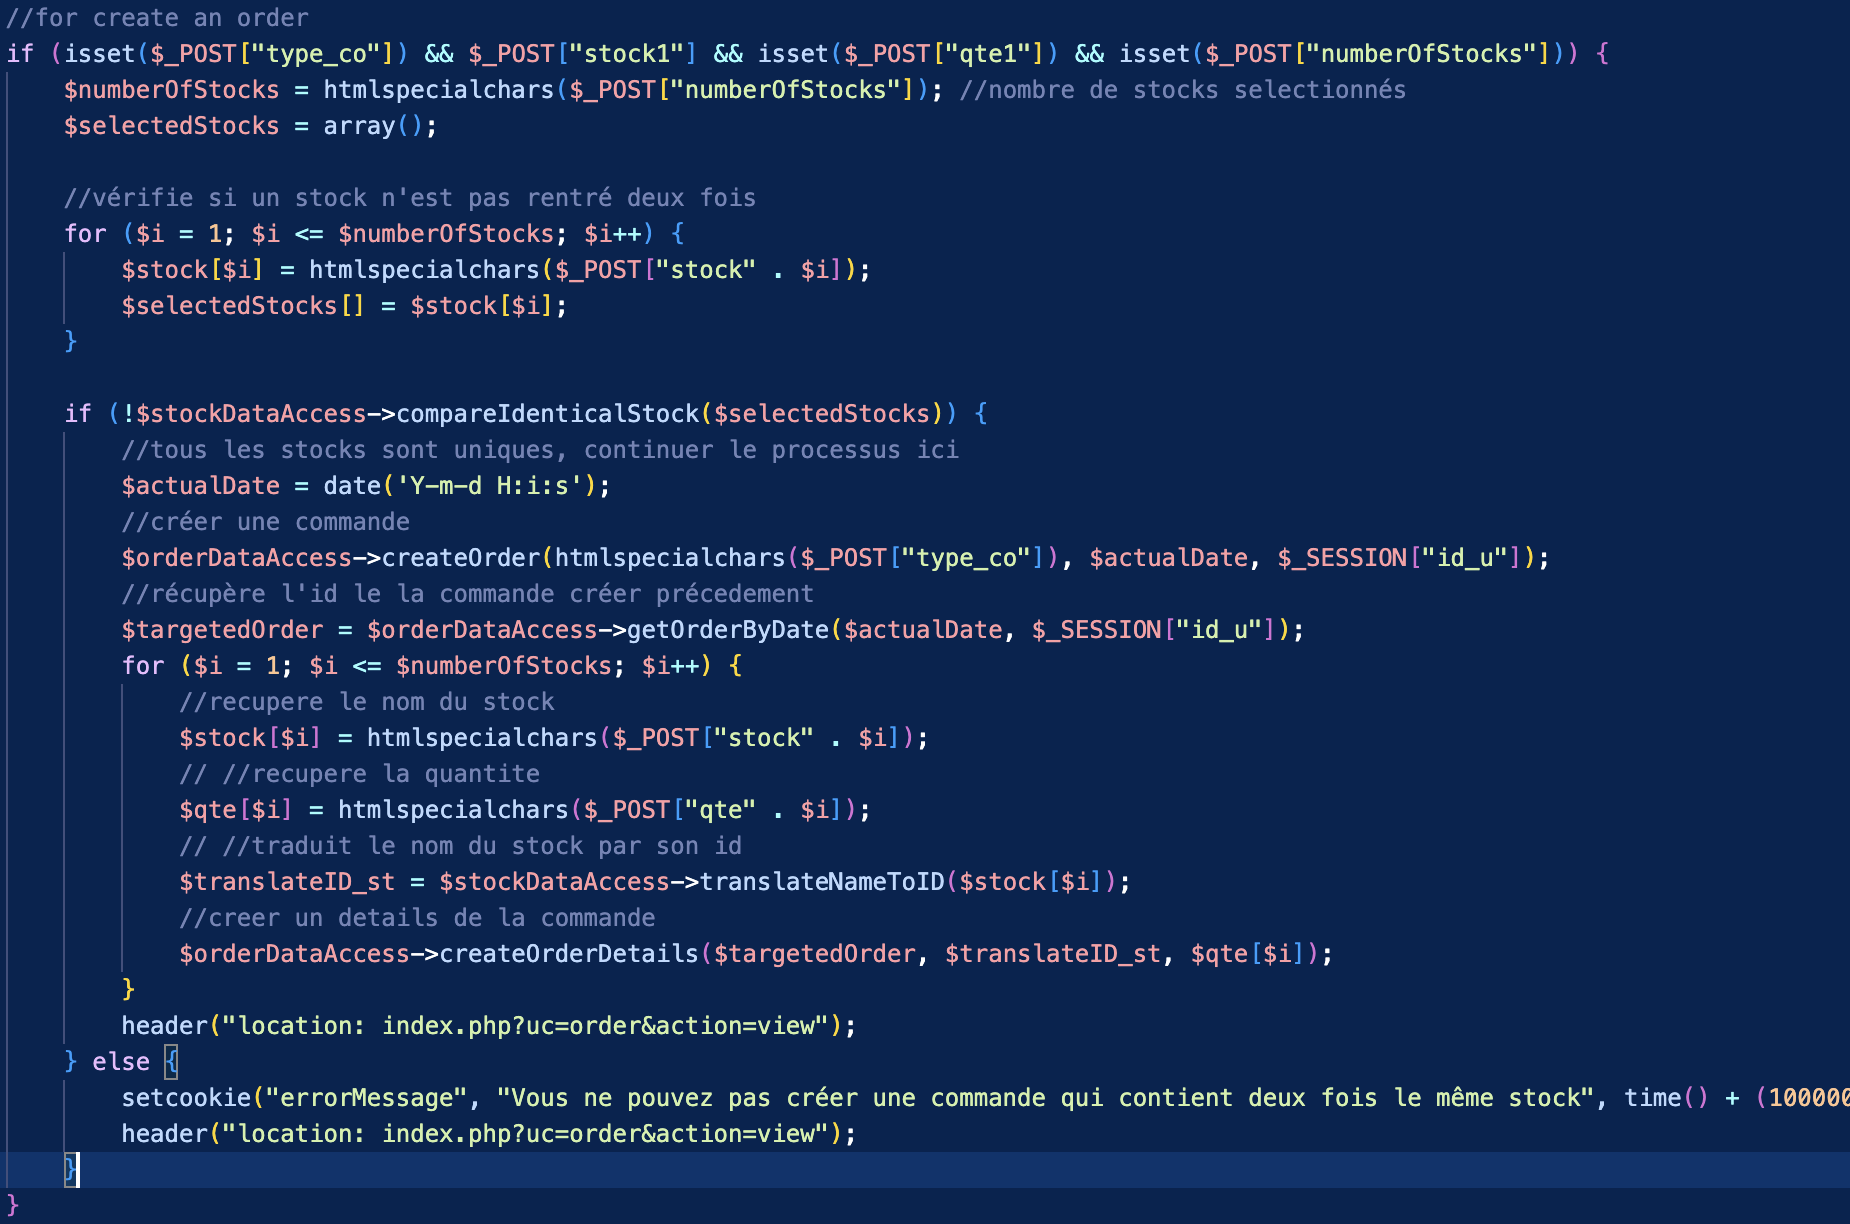 //for create an order
if (isset($_POST["type_co"]) && $_POST["stock1"] && isset($_POST["qte1"]) && isset($_POST["numberOfStocks"])) {
$numberOfStocks = htmlspecialchars($_POST["numberOfStocks"]); //nombre de stocks selectionnés
$selectedStocks = array();
//vérifie si un stock n'est pas rentré deux fois
for ($i = 1; $i <= $numberOfStocks; $i++) {
$stock[$i] = htmlspecialchars($_POST["stock" . $i]);
$selectedStocks[] = $stock[$i];
}
if (!$stockDataAccess->compareIdenticalStock($selectedStocks)) {
//tous les stocks sont uniques, continuer le processus ici
$actualDate = date('Y-m-d H:i:s');
//créer une commande
$orderDataAccess->createOrder(htmlspecialchars($_POST["type_co"]), $actualDate, $_SESSION["id_u"]);
//récupère l'id le la commande créer précedement
$targetedOrder = $orderDataAccess->getOrderByDate($actualDate, $_SESSION["id_u"]);
for ($i = 1; $i <= $numberOfStocks; $i++) {
//recupere le nom du stock
$stock[$i] = htmlspecialchars($_POST["stock" . $i]);
// //recupere la quantite
$qte[$i] = htmlspecialchars($_POST["qte" . $i]);
// //traduit le nom du stock par son id
$translateID_st = $stockDataAccess->translateNameToID($stock[$i]);
//creer un details de la commande
$orderDataAccess->createOrderDetails($targetedOrder, $translateID_st, $qte[$i]);
}
header("location: index.php?uc=order&action=view");
} else {
setcookie("errorMessage", "Vous ne pouvez pas créer une commande qui contient deux fois le même stock", time() + (100000
header("location: index.php?uc=order&action=view");
}
}